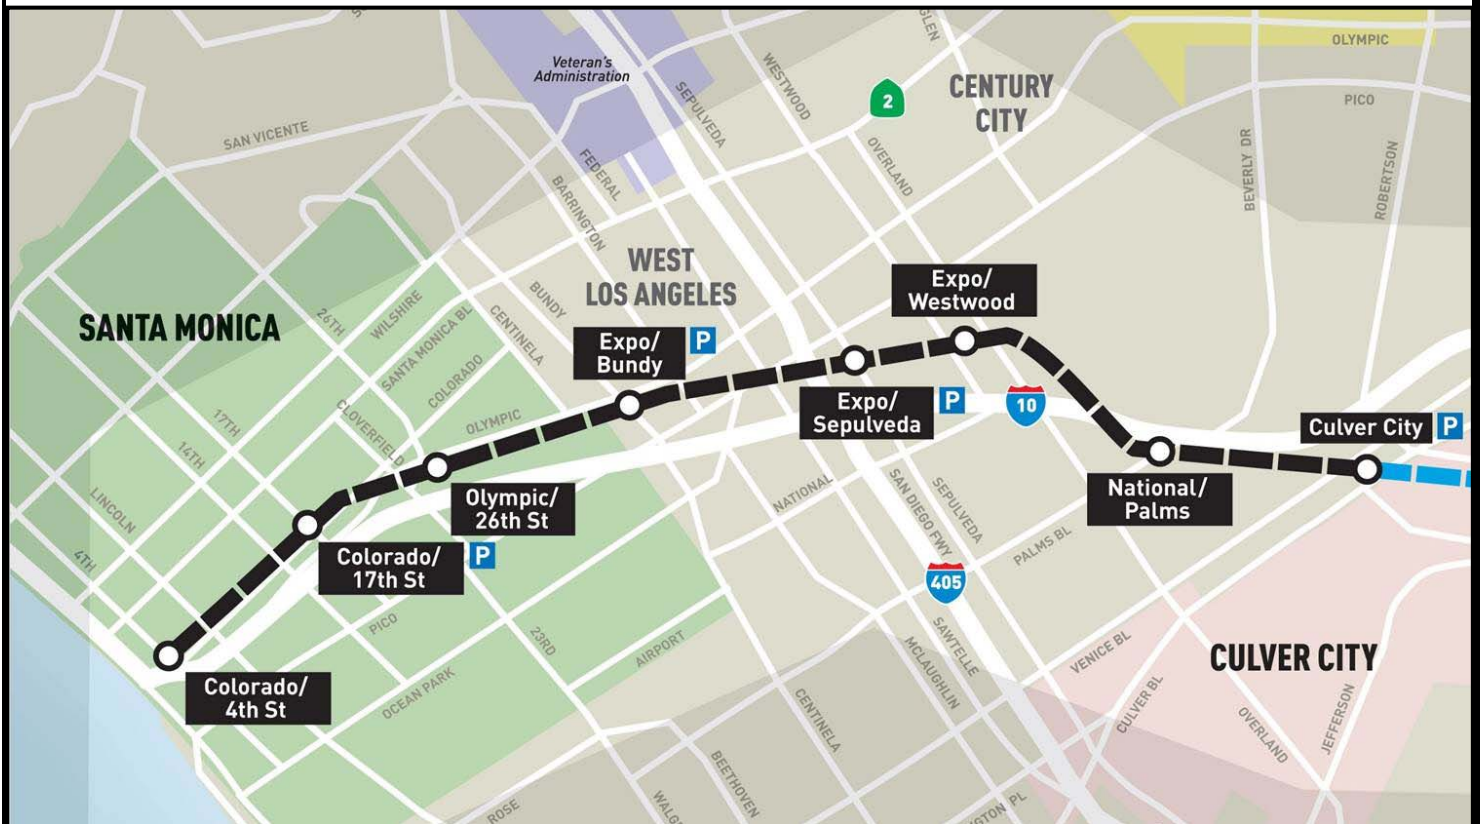 OLYMPIC
Veteran's
Administration
SEPULVEDA
WESTWOOD
2
CENTURY
CITY
PICO
SAN VICENTE
FEDERAL
BARRINGTON
OVERLAND
BEVERLY DR
ROBERTSON
WEST
LOS ANGELES
Expo/
Westwood
SANTA MONICA
26TH
WILSHIRE
SANTA MONICA BL
COLORADO
CENTINELA
BUNDY
Expo/
Bundy
P
Expo/
Sepulveda
P
10
Culver City
P
17TH
14TH
CLOVERFIELD
OLYMPIC
LINCOLN
4TH
Olympic/
26th St
NATIONAL
SAN DIEGO FWY
SEPULVEDA
National/
Palms
Colorado/
17th St
P
PALMS BL
405
PICO
23RD
AIRPORT
OCEAN PARK
Colorado/
4th St
SAWTELLE
MCLAUGHLIN
VENICE BL
CULVER CITY
CENTINELA
CULVER BL
OVERLAND
JEFFERSON
BEETHOVEN
ROSE
PL